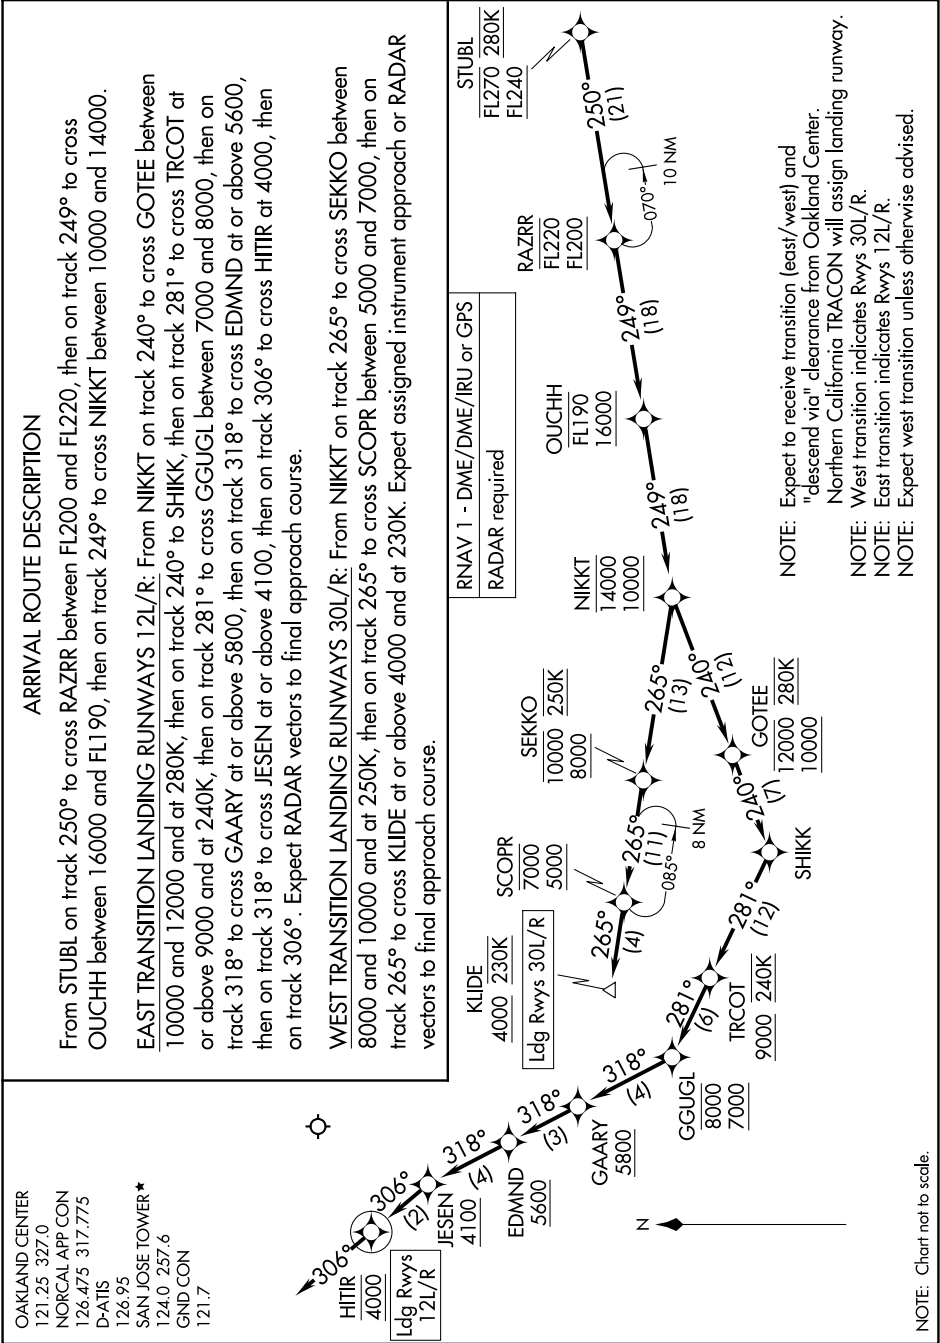 OAKLAND CENTER
121.25 327.0
NORCAL APP CON
126.475 317.775
D-ATIS
126.95
SAN JOSE TOWER★
124.0 257.6
GND CON
121.7
ARRIVAL ROUTE DESCRIPTION
From STUBL on track 250° to cross RAZRR between FL200 and FL220, then on track 249° to cross
OUCHH between 16000 and FL190, then on track 249° to cross NIKKT between 10000 and 14000.
EAST TRANSITION LANDING RUNWAYS 12L/R: From NIKKT on track 240° to cross GOTEE between
10000 and 12000 and at 280K, then on track 240° to SHIKK, then on track 281° to cross TRCOT at
or above 9000 and at 240K, then on track 281° to cross GGUGL between 7000 and 8000, then on
track 318° to cross GAARY at or above 5800, then on track 318° to cross EDMND at or above 5600,
then on track 318° to cross JESEN at or above 4100, then on track 306° to cross HITIR at 4000, then
on track 306°. Expect RADAR vectors to final approach course.
WEST TRANSITION LANDING RUNWAYS 30L/R: From NIKKT on track 265° to cross SEKKO between
8000 and 10000 and at 250K, then on track 265° to cross SCOPR between 5000 and 7000, then on
track 265° to cross KLIDE at or above 4000 and at 230K. Expect assigned instrument approach or RADAR
vectors to final approach course.
RNAV 1 - DME/DME/IRU or GPS
RADAR required
STUBL
FL270 280K
FL240
250°
(21)
070°
10 NM
RAZRR
FL220
FL200
249°
(18)
OUCHH
FL190
16000
249°
(18)
NIKKT
14000
10000
265°
(13)
SEKKO
10000 250K
8000
265°
(11)
085°
8 NM
SCOPR
7000
5000
265°
(4)
KLIDE
4000 230K
Ldg Rwys 30L/R
240°
(12)
GOTEE
12000 280K
10000
240°
(7)
SHIKK
281°
(12)
TRCOT
9000 240K
281°
(6)
GGUGL
8000
7000
318°
(4)
GAARY
5800
318°
(3)
EDMND
5600
318°
(4)
JESEN
4100
306°
(2)
HITIR
4000
Ldg Rwys
12L/R
306°
N
NOTE: Expect to receive transition (east/west) and
"descend via" clearance from Oakland Center.
Northern California TRACON will assign landing runway.
NOTE: West transition indicates Rwys 30L/R.
NOTE: East transition indicates Rwys 12L/R.
NOTE: Expect west transition unless otherwise advised.
NOTE: Chart not to scale.